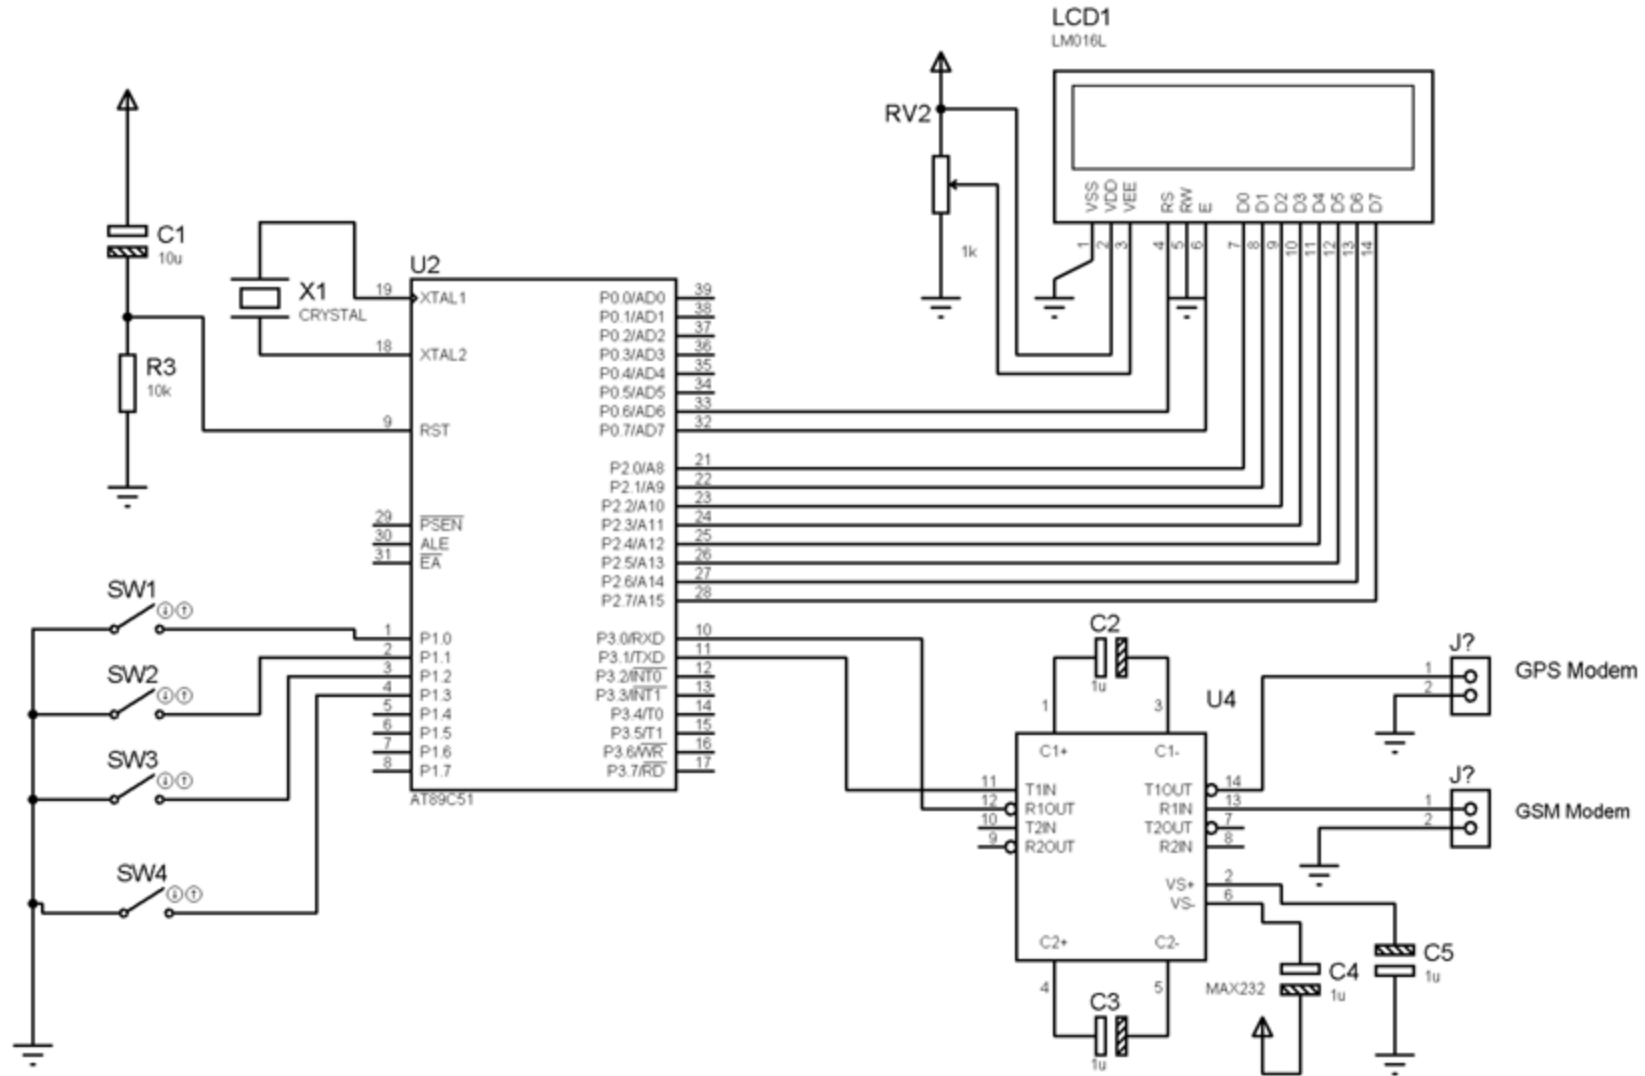 LCD1
LM016L
RV2
1k
VSS
VDD
VEE
RS
RW
E
D0
D1
D2
D3
D4
D5
D6
D7
1
2
3
4
5
6
7
8
9
10
11
12
13
14
C1
10u
R3
10k
X1
CRYSTAL
U2
19 XTAL1
18 XTAL2
9 RST
29 PSEN
30 ALE
31 EA
1 P1.0
2 P1.1
3 P1.2
4 P1.3
5 P1.4
6 P1.5
7 P1.6
8 P1.7
P0.0/AD0 39
P0.1/AD1 38
P0.2/AD2 37
P0.3/AD3 36
P0.4/AD4 35
P0.5/AD5 34
P0.6/AD6 33
P0.7/AD7 32
P2.0/A8 21
P2.1/A9 22
P2.2/A10 23
P2.3/A11 24
P2.4/A12 25
P2.5/A13 26
P2.6/A14 27
P2.7/A15 28
P3.0/RXD 10
P3.1/TXD 11
P3.2/INT0 12
P3.3/INT1 13
P3.4/T0 14
P3.5/T1 15
P3.6/WR 16
P3.7/RD 17
AT89C51
SW1
SW2
SW3
SW4
C2
1u
1
3
U4
C1+
C1-
11 T1IN
12 R1OUT
10 T2IN
9 R2OUT
T1OUT 14
R1IN 13
T2OUT 7
R2IN 8
VS+ 2
VS- 6
C2+
C2-
4
5
MAX232
C3
1u
C4
1u
C5
1u
J?
1
2
GPS Modem
J?
1
2
GSM Modem